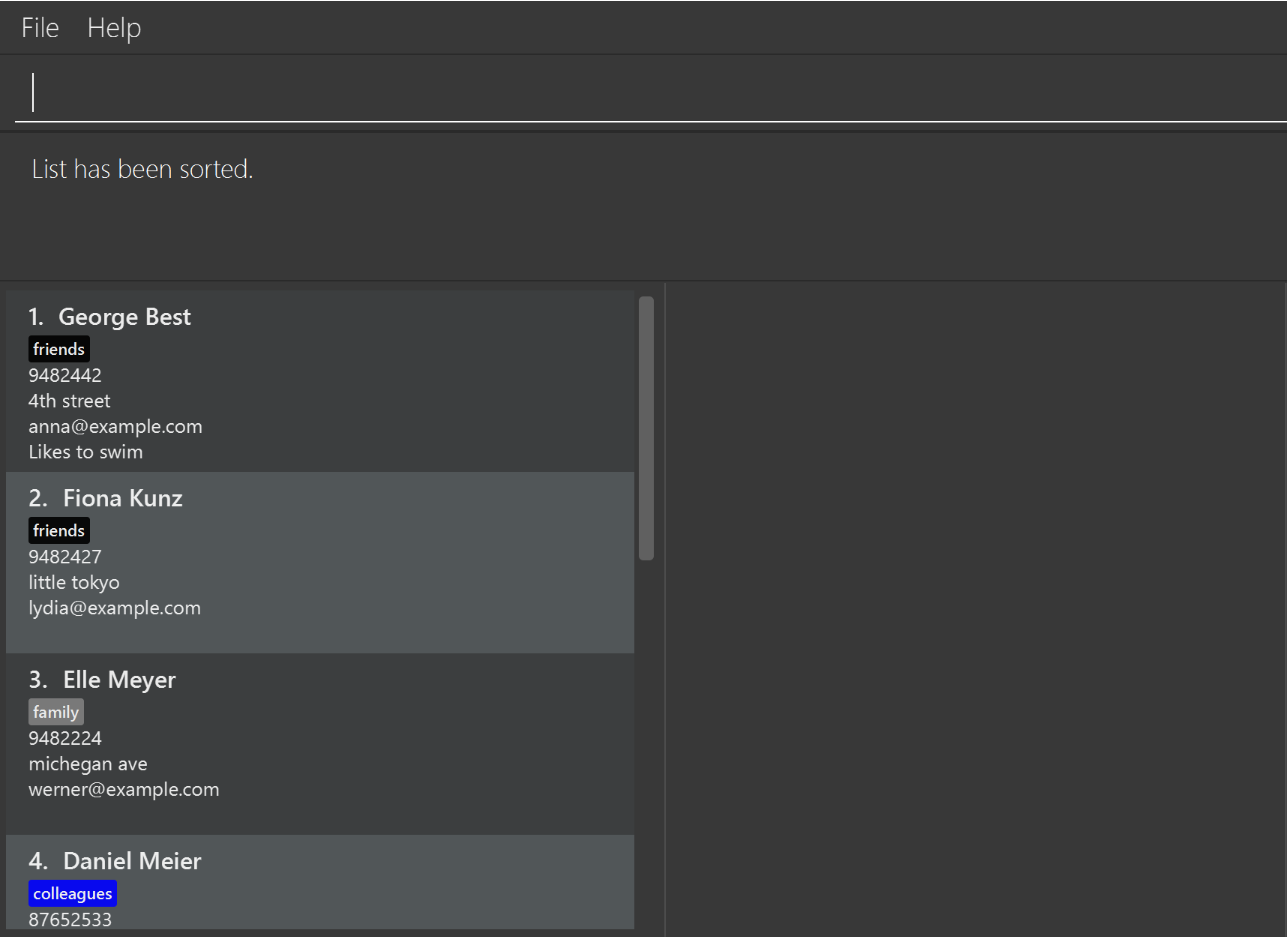 File Help
List has been sorted.
1. George Best
friends
9482442
4th street
anna@example.com
Likes to swim
2. Fiona Kunz
friends
9482427
little tokyo
lydia@example.com
3. Elle Meyer
family
9482224
michegan ave
werner@example.com
4. Daniel Meier
colleagues
87652533